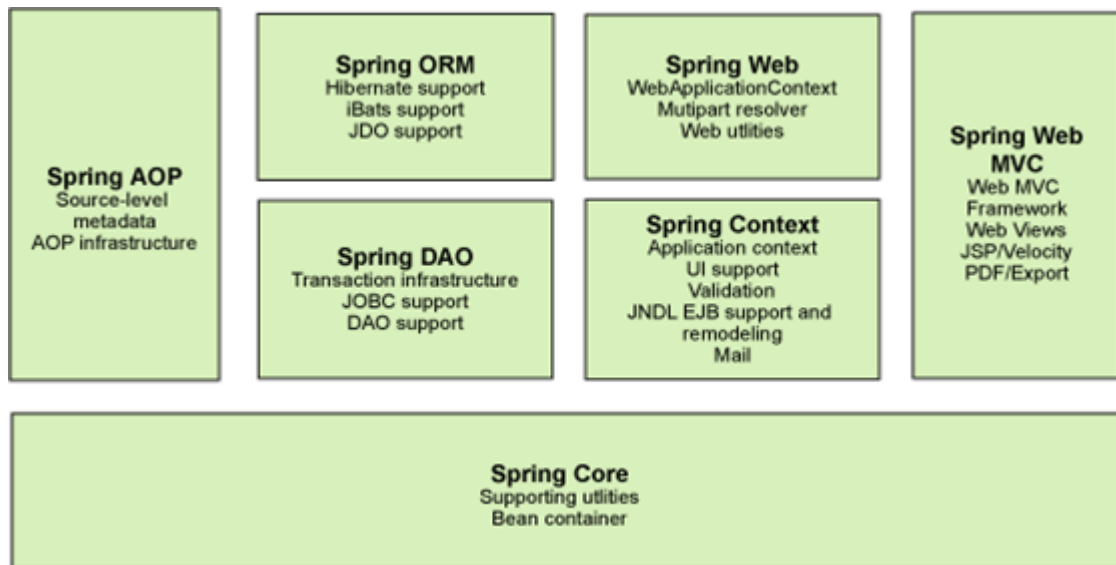 Spring AOP
Source-level
metadata
AOP infrastructure
Spring ORM
Hibernate support
iBats support
JDO support
Spring DAO
Transaction infrastructure
JOBC support
DAO support
Spring Web
WebApplicationContext
Mutipart resolver
Web utlities
Spring Context
Application context
UI support
Validation
JNDL EJB support and
remodeling
Mail
Spring Web
MVC
Web MVC
Framework
Web Views
JSP/Velocity
PDF/Export
Spring Core
Supporting utlities
Bean container